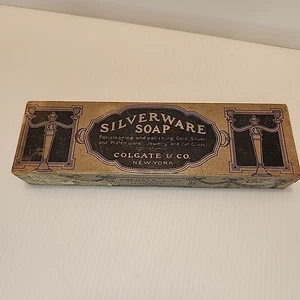 SILVERWARE
SOAP
For cleaning and polishing Gold, Silver
and Plated ware, Jewelry and Cut Glass
COLGATE & CO.
NEW YORK